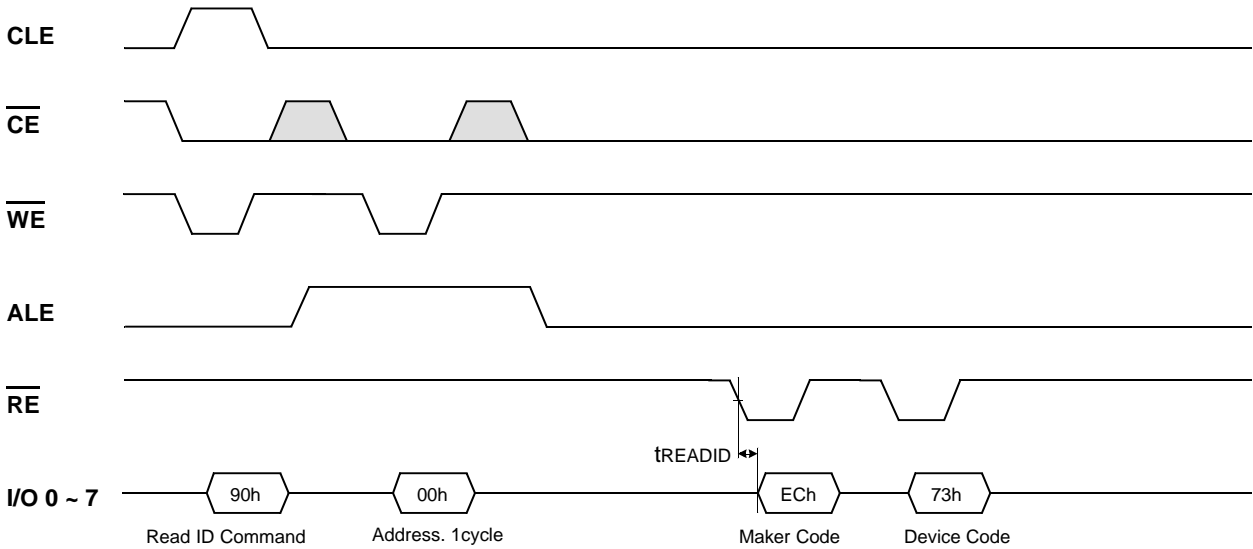 CLE
CE
WE
ALE
RE
tREADID
I/O 0 ~ 7 90h 00h ECh 73h
Read ID Command Address. 1cycle Maker Code Device Code